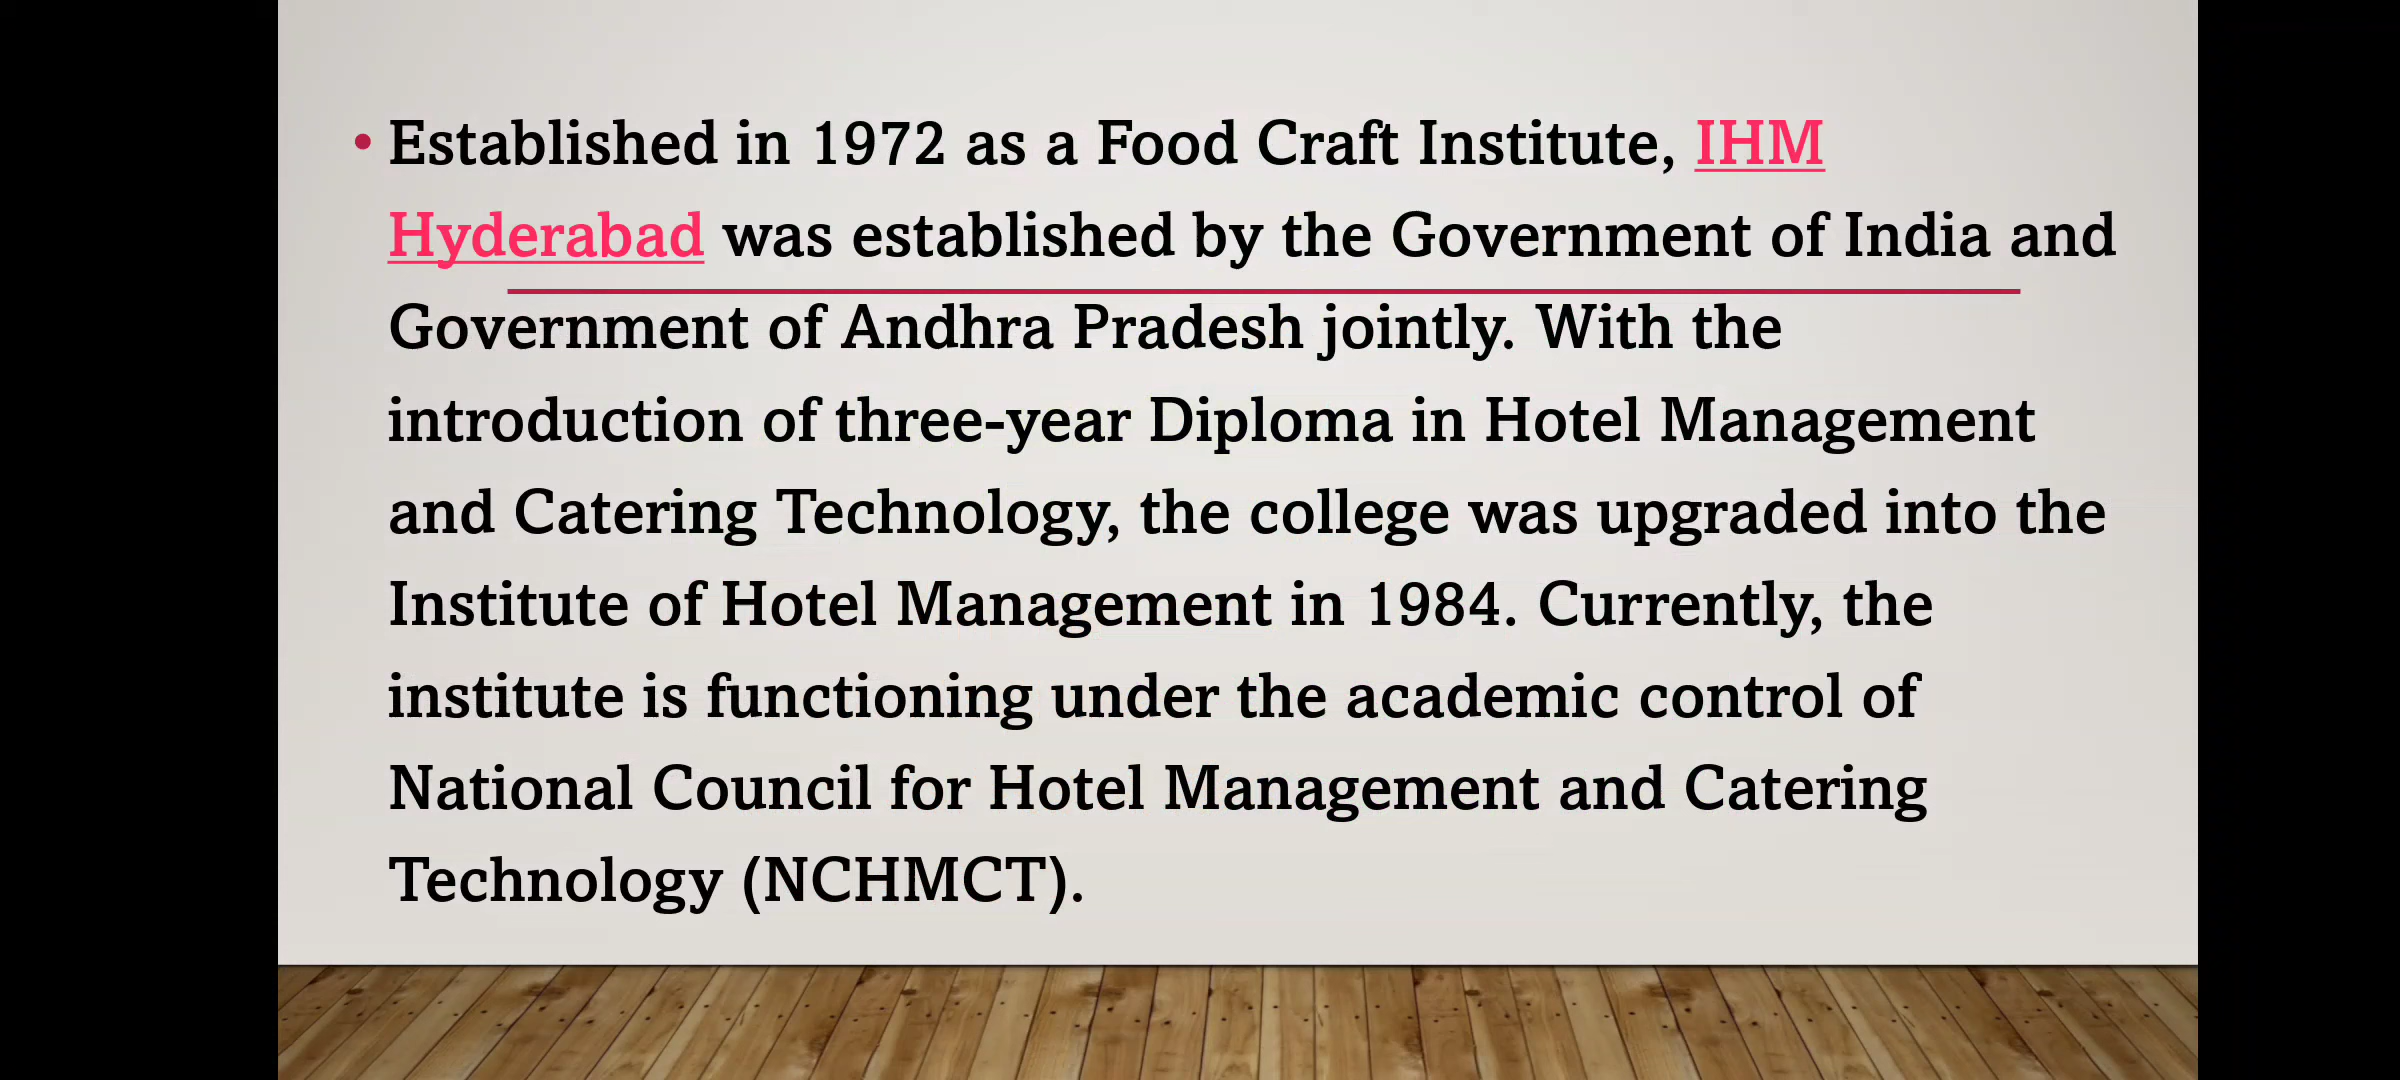 • Established in 1972 as a Food Craft Institute, IHM
Hyderabad was established by the Government of India and
Government of Andhra Pradesh jointly. With the
introduction of three-year Diploma in Hotel Management
and Catering Technology, the college was upgraded into the
Institute of Hotel Management in 1984. Currently, the
institute is functioning under the academic control of
National Council for Hotel Management and Catering
Technology (NCHMCT).